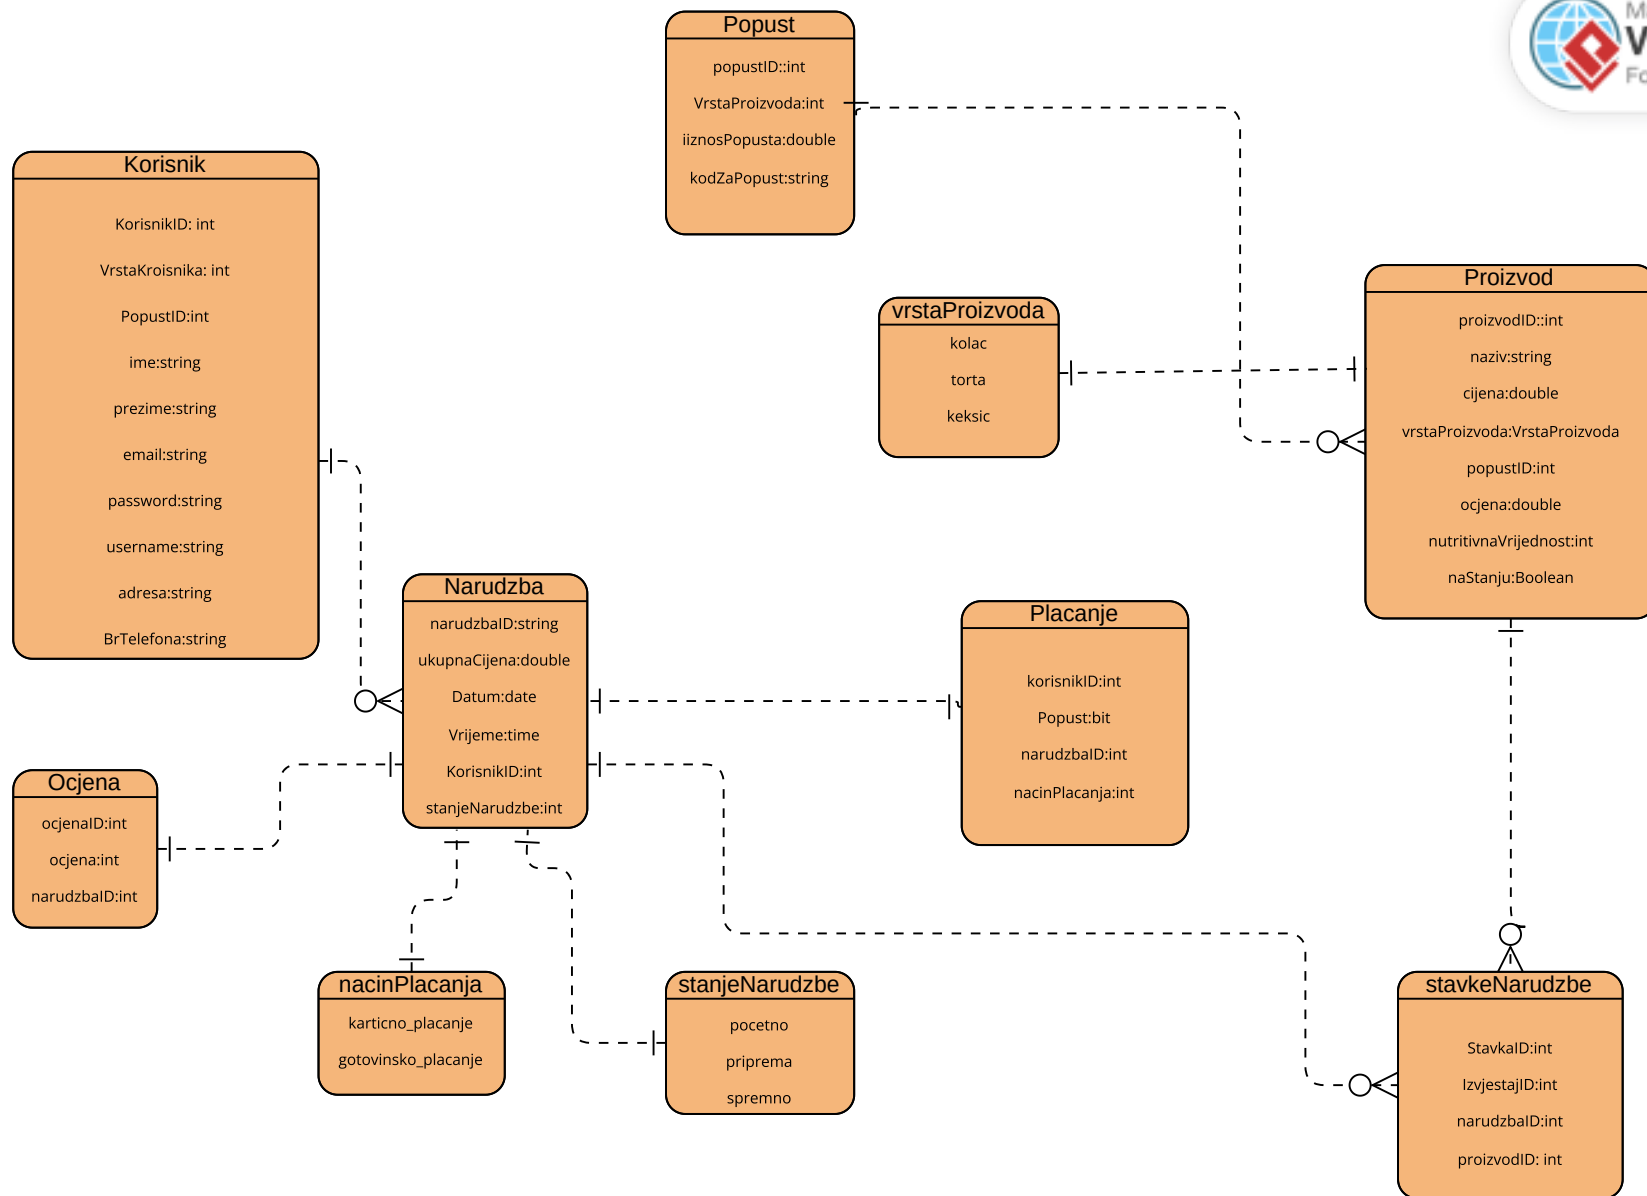 Popust
popustID::int
VrstaProizvoda:int
iiznosPopusta:double
kodZaPopust:string
Korisnik
KorisnikID: int
VrstaKroisnika: int
PopustID:int
ime:string
prezime:string
email:string
password:string
username:string
adresa:string
BrTelefona:string
vrstaProizvoda
kolac
torta
keksic
Proizvod
proizvodID::int
naziv:string
cijena:double
vrstaProizvoda:VrstaProizvoda
popustID:int
ocjena:double
nutritivnaVrijednost:int
naStanju:Boolean
Narudzba
narudzbaID:string
ukupnaCijena:double
Datum:date
Vrijeme:time
KorisnikID:int
stanjeNarudzbe:int
Placanje
korisnikID:int
Popust:bit
narudzbaID:int
nacinPlacanja:int
Ocjena
ocjenaID:int
ocjena:int
narudzbaID:int
nacinPlacanja
karticno_placanje
gotovinsko_placanje
stanjeNarudzbe
pocetno
priprema
spremno
stavkeNarudzbe
StavkaID:int
IzvjestajID:int
narudzbaID:int
proizvodID: int